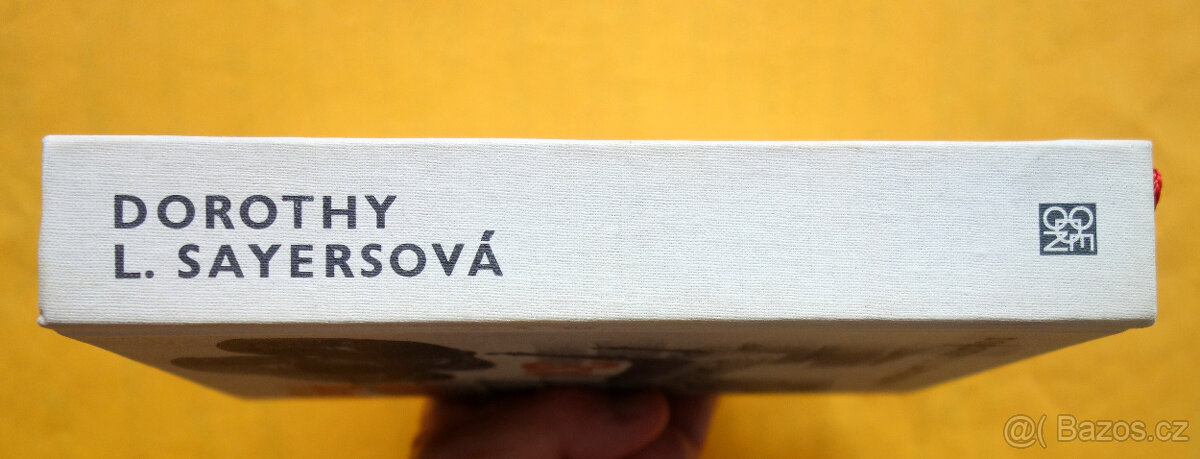 DOROTHY
L. SAYERSOVÁ
@( Bazos.cz